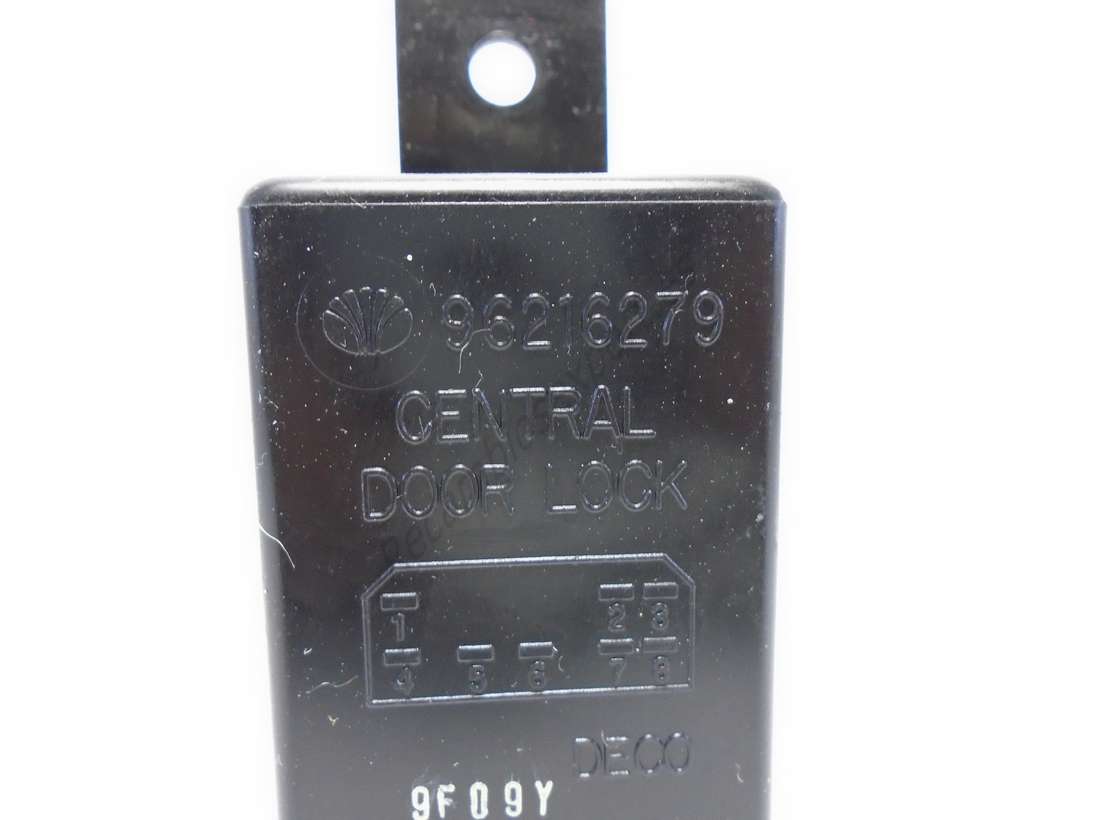 96216279
CENTRAL
DOOR LOCK
1 2 3
4 5 6 7 8
DECO
9F09Y